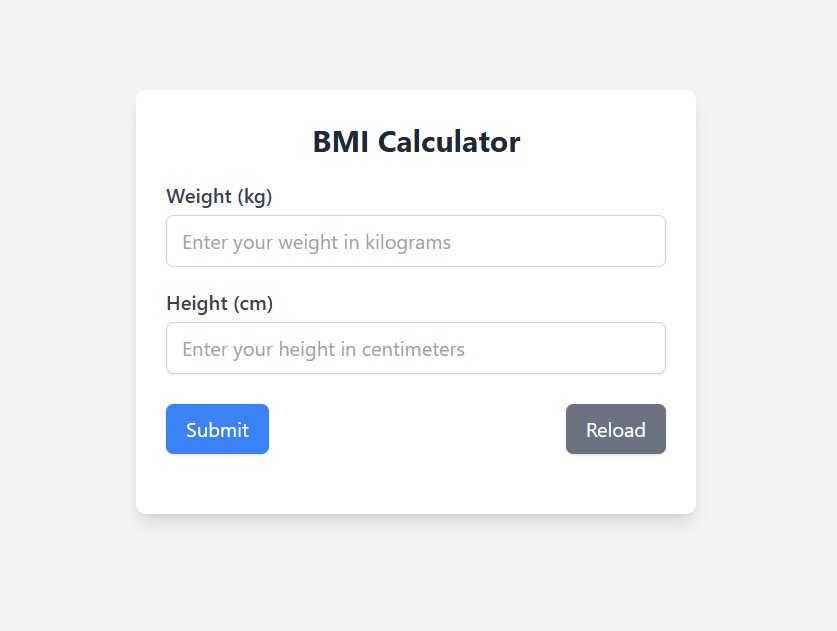 BMI Calculator
Weight (kg)
Enter your weight in kilograms
Height (cm)
Enter your height in centimeters
Submit
Reload